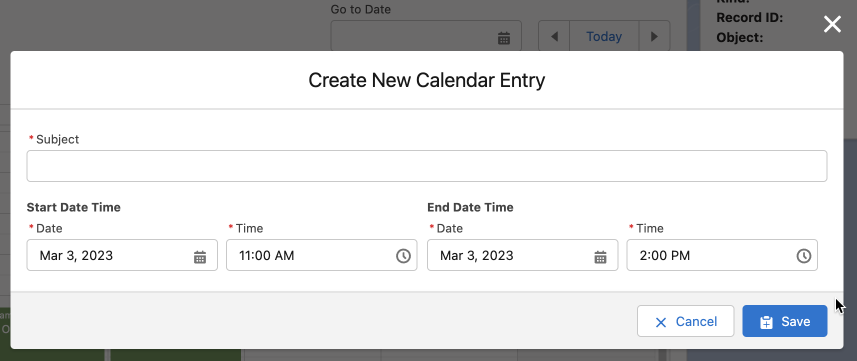 Go to Date
Record ID:
Today
Object:
Create New Calendar Entry
* Subject
Start Date Time
End Date Time
* Date
* Time
* Date
* Time
Mar 3, 2023
11:00 AM
Mar 3, 2023
2:00 PM
Cancel
Save